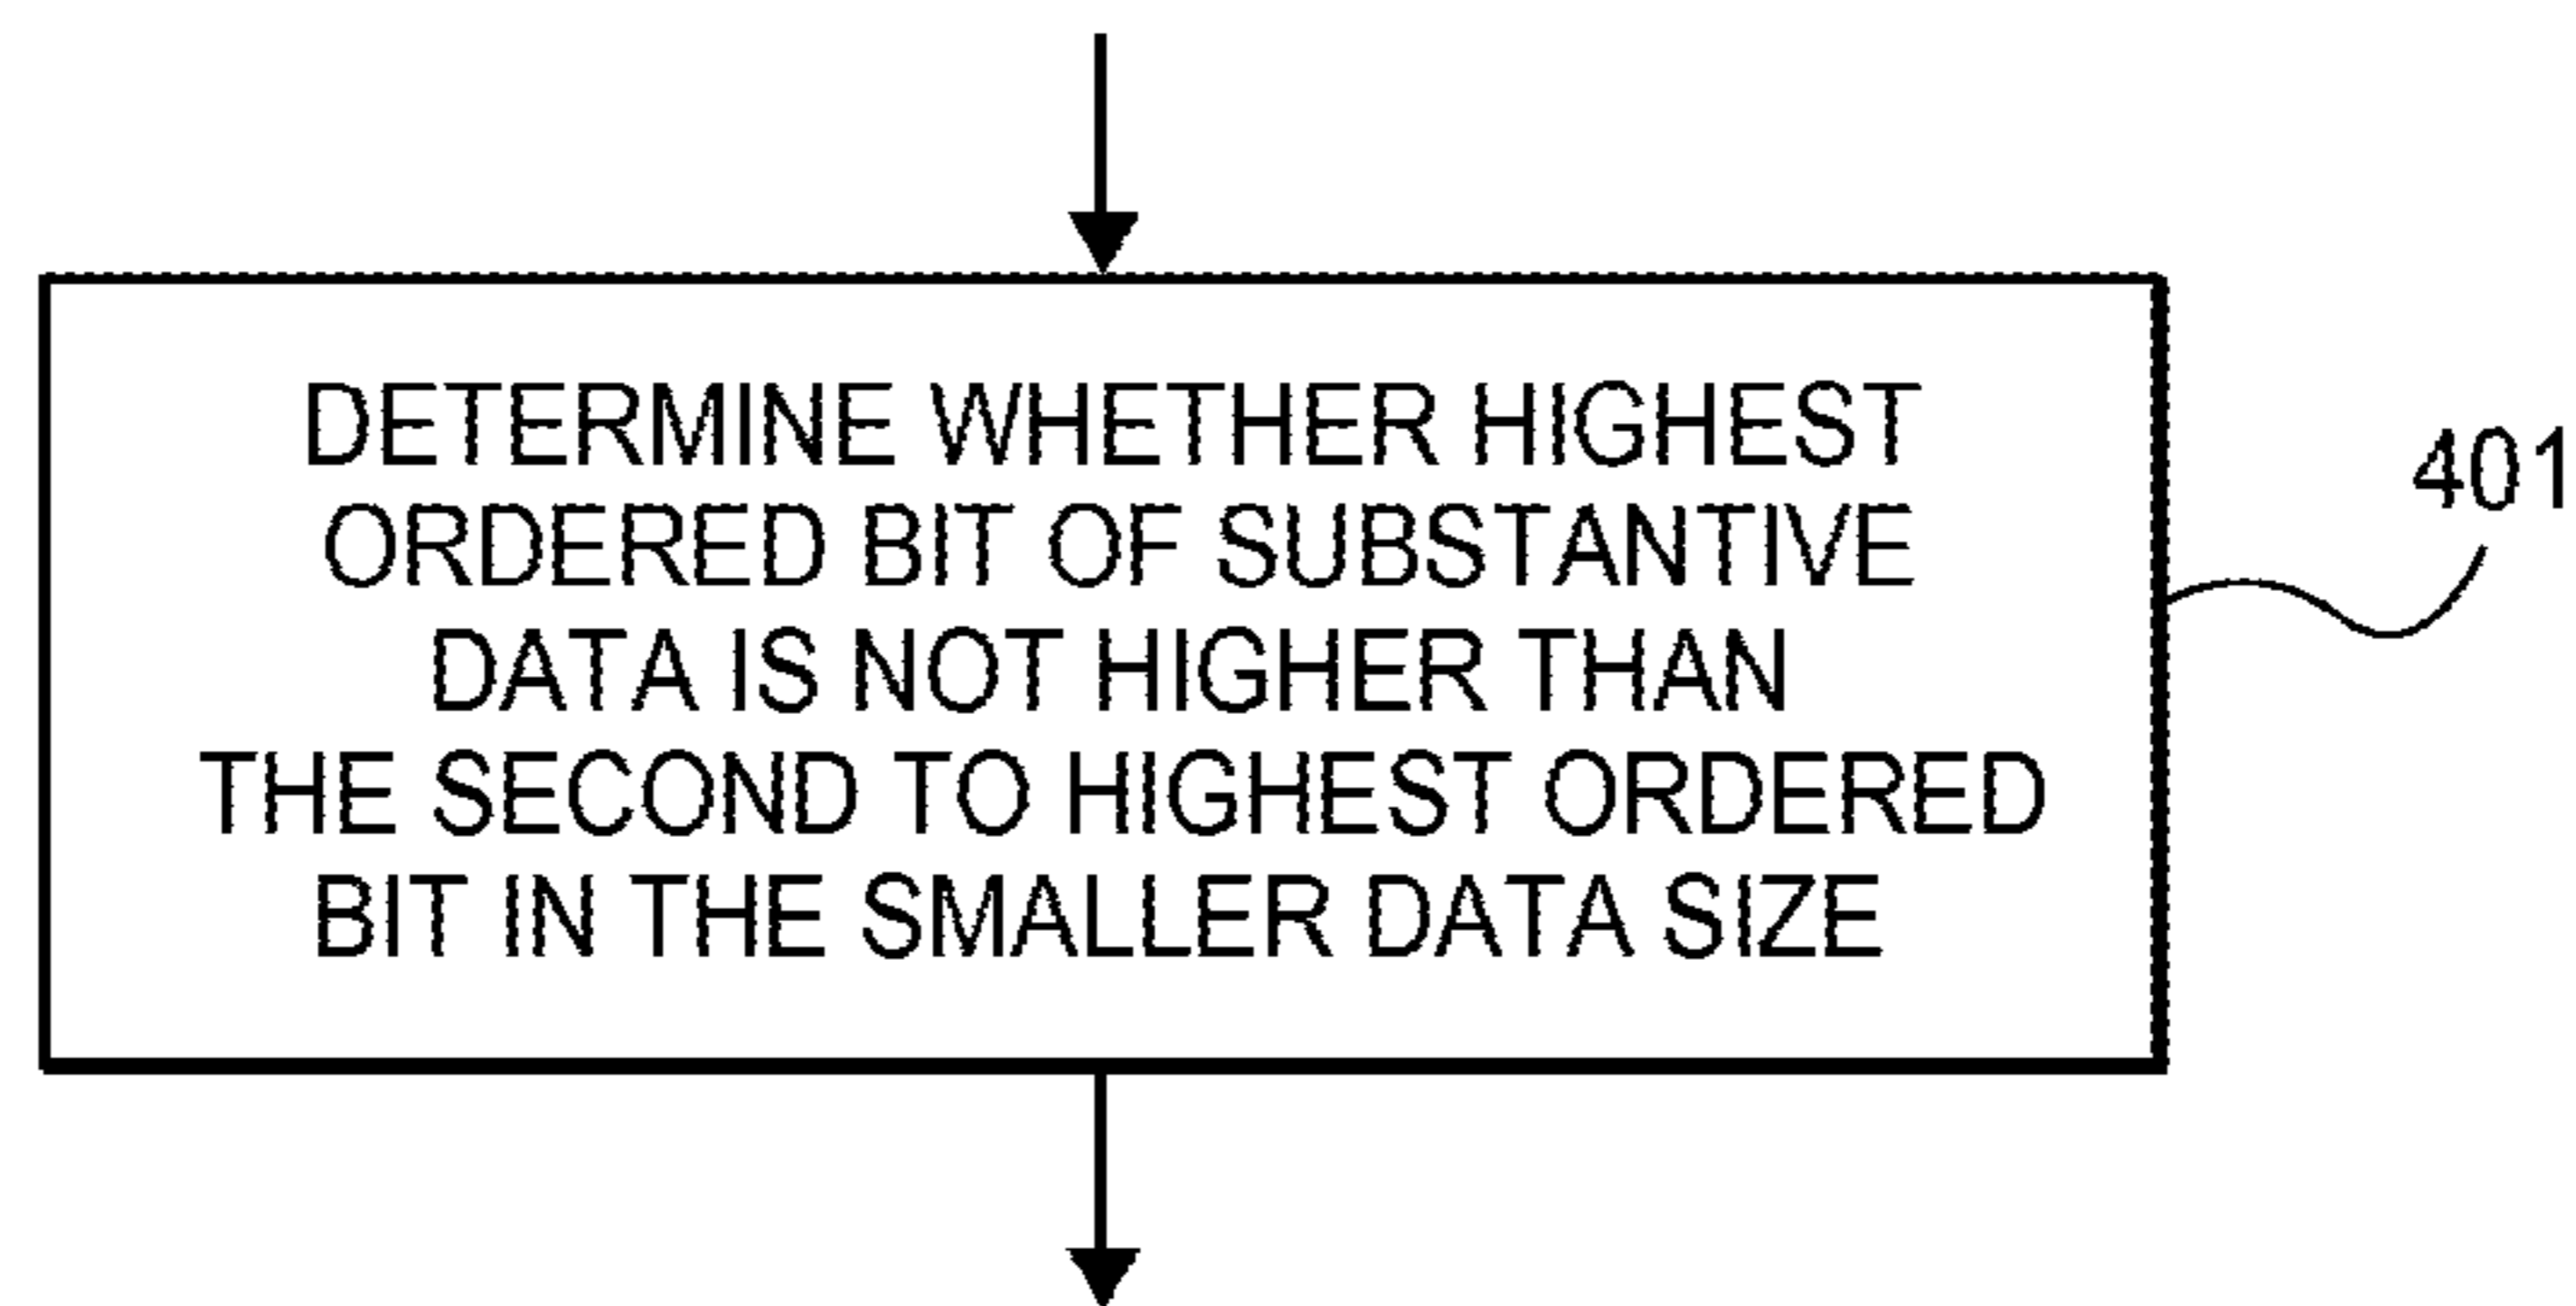 DETERMINE WHETHER HIGHEST
ORDERED BIT OF SUBSTANTIVE
DATA IS NOT HIGHER THAN
THE SECOND TO HIGHEST ORDERED
BIT IN THE SMALLER DATA SIZE
401